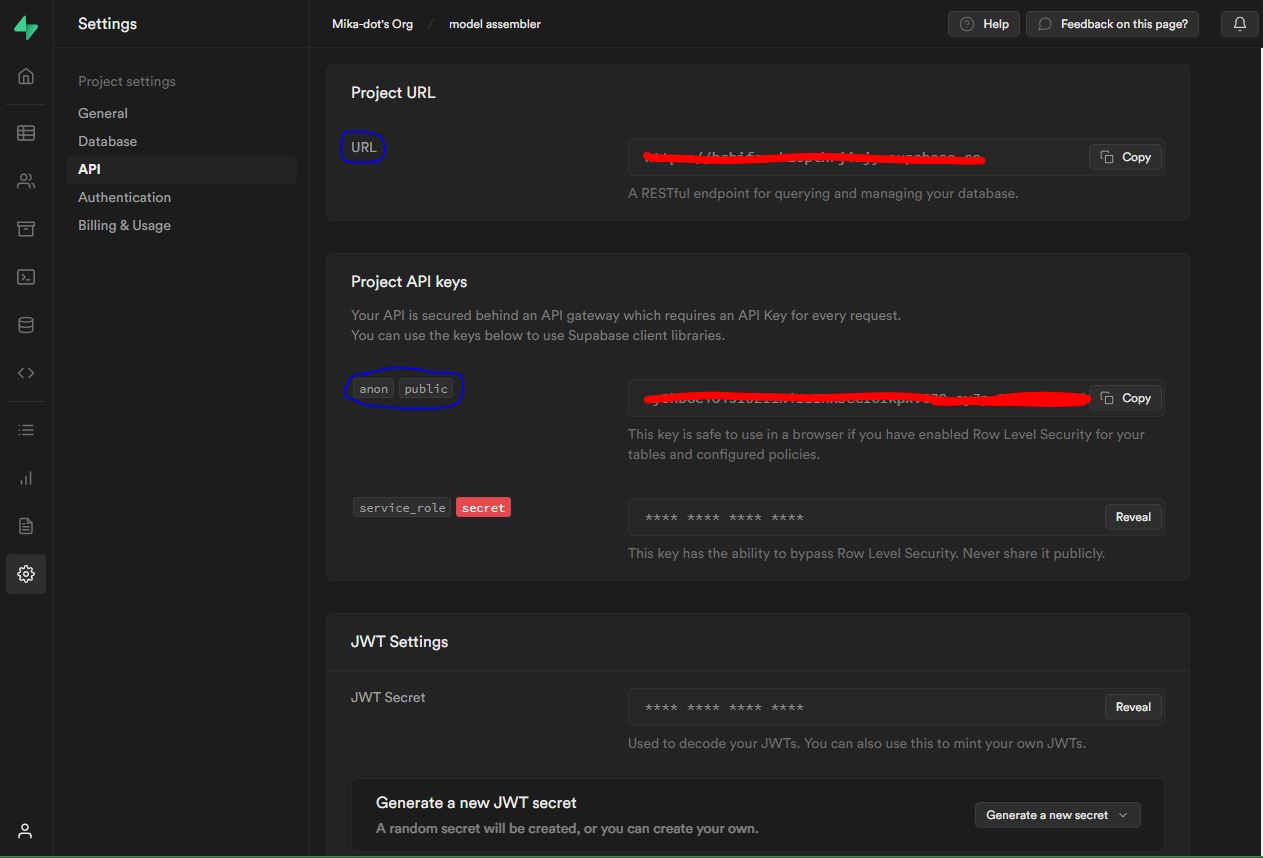 Settings
Mika-dot's Org / model assembler
Help
Feedback on this page?
Project settings
General
Database
API
Authentication
Billing & Usage
Project URL
URL
Copy
A RESTful endpoint for querying and managing your database.
Project API keys
Your API is secured behind an API gateway which requires an API Key for every request.
You can use the keys below to use Supabase client libraries.
anon public
Copy
This key is safe to use in a browser if you have enabled Row Level Security for your
tables and configured policies.
service_role secret
**** **** **** ****
Reveal
This key has the ability to bypass Row Level Security. Never share it publicly.
JWT Settings
JWT Secret
**** **** **** ****
Reveal
Used to decode your JWTs. You can also use this to mint your own JWTs.
Generate a new JWT secret
A random secret will be created, or you can create your own.
Generate a new secret